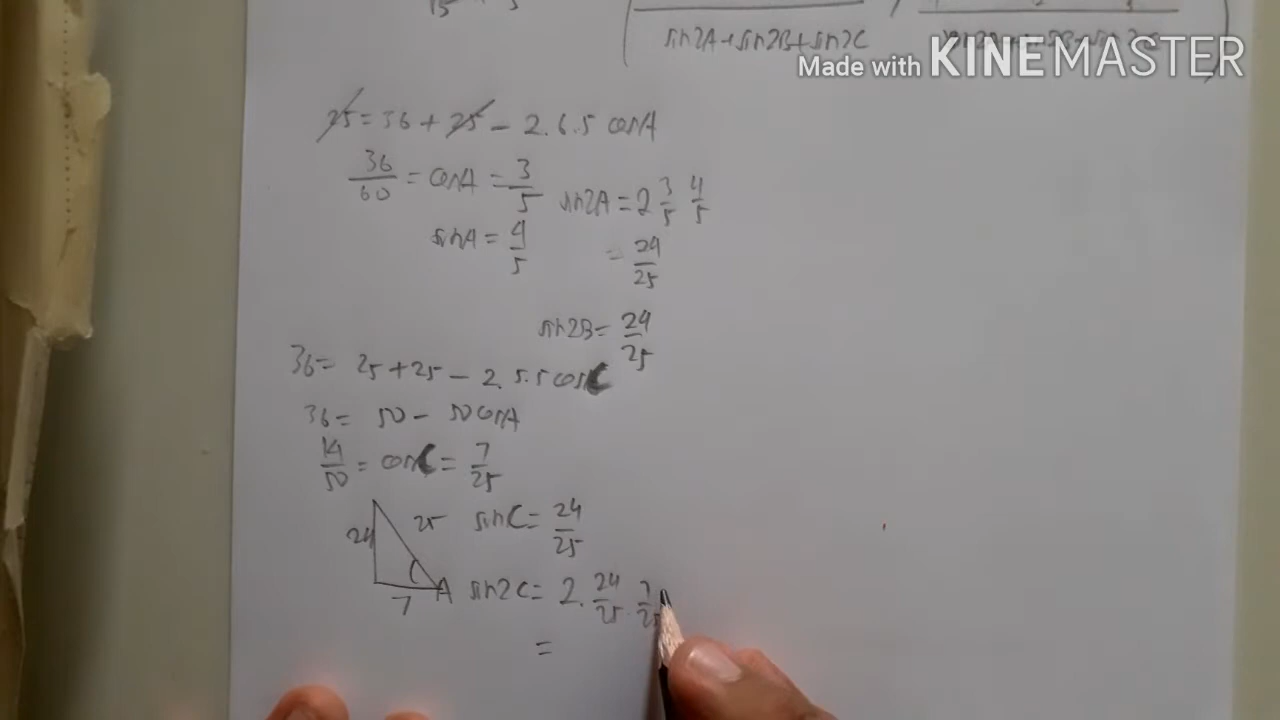 sin2A + sin2B + sin2C
Made with KINEMASTER
25 = 36 + 25 - 2.6.5 cosA
36/60 = cosA = 3/5
sin2A = 2 3/5 4/5
sinA = 4/5
= 24/25
sin2B = 24/25
36 = 25 + 25 - 2.5.5 cosC
36 = 50 - 50 cosA
14/50 = cosC = 7/25
24 25 sinC = 24/25
A sin2C = 2. 24/25 . 7/25
7
=